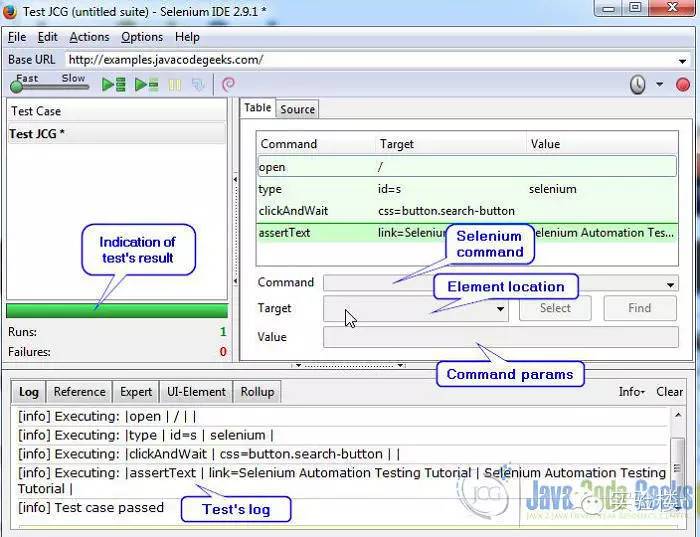 Test JCG (untitled suite) - Selenium IDE 2.9.1 *
File Edit Actions Options Help
Base URL http://examples.javacodegeeks.com/
Fast Slow
Test Case
Test JCG *
Table Source
Command Target Value
open /
type id=s selenium
clickAndWait css=button.search-button
assertText link=Selenium Selenium Automation Tes...
Indication of
test's result
Selenium
command
Command
Element location
Target Select Find
Value
Command params
Runs: 1
Failures: 0
Log Reference Expert UI-Element Rollup Info Clear
[info] Executing: |open | / | |
[info] Executing: |type | id=s | selenium |
[info] Executing: |clickAndWait | css=button.search-button | |
[info] Executing: |assertText | link=Selenium Automation Testing Tutorial | Selenium Automation Testing
Tutorial |
[info] Test case passed
Test's log
JCG
Java Code Geeks
实验楼